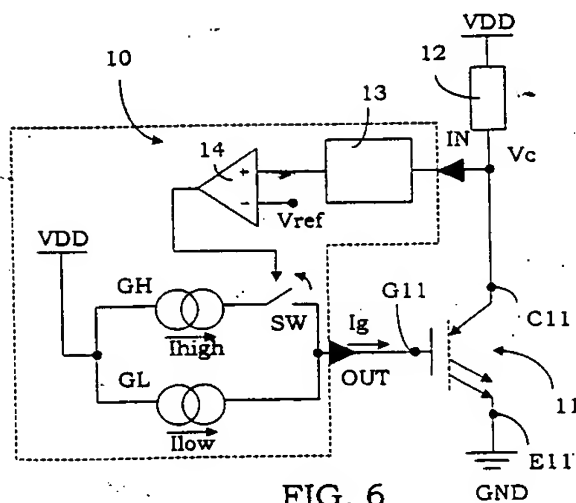 VDD
10
12
13
IN
Vc
14
+
-
Vref
VDD
GH
SW
Ihigh
G11
C11
Ig
GL
OUT
11
Ilow
E11
GND
FIG. 6